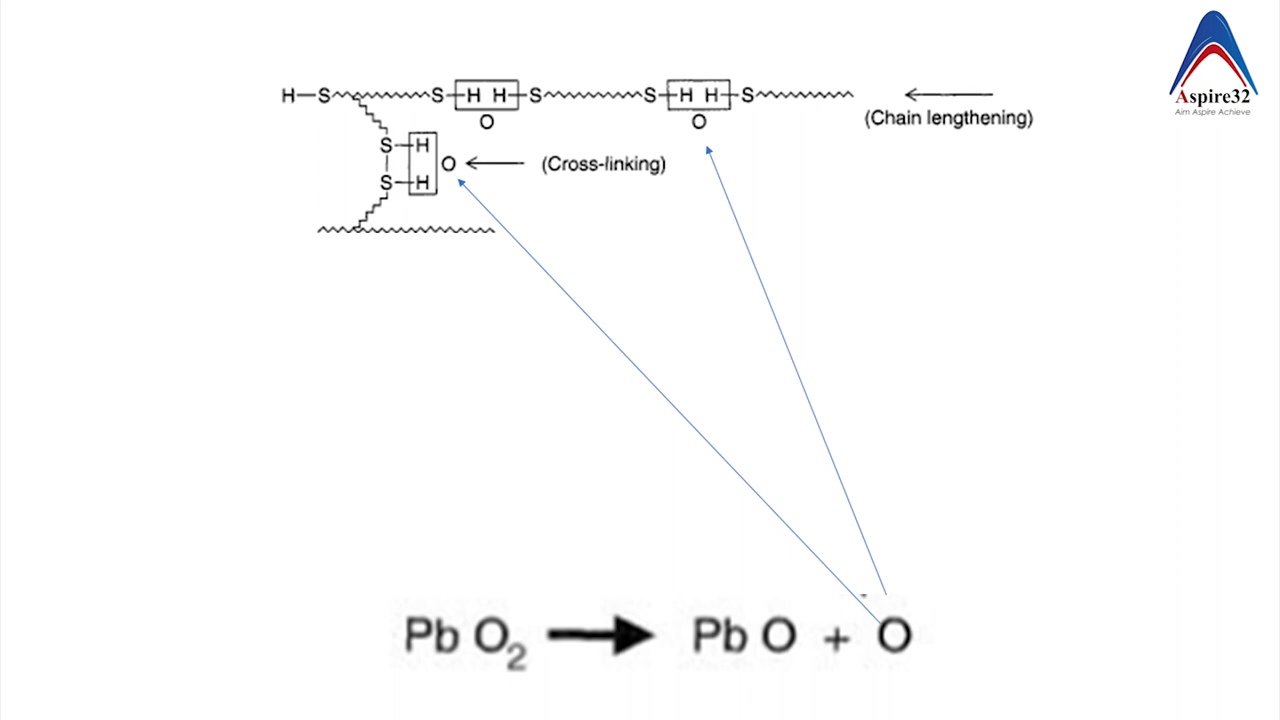 H—S S—H H—S S—H H—S
O O
(Chain lengthening)
S—H
O
(Cross-linking)
S—H
Pb O₂ → Pb O + O
Aspire32
Aim Aspire Achieve